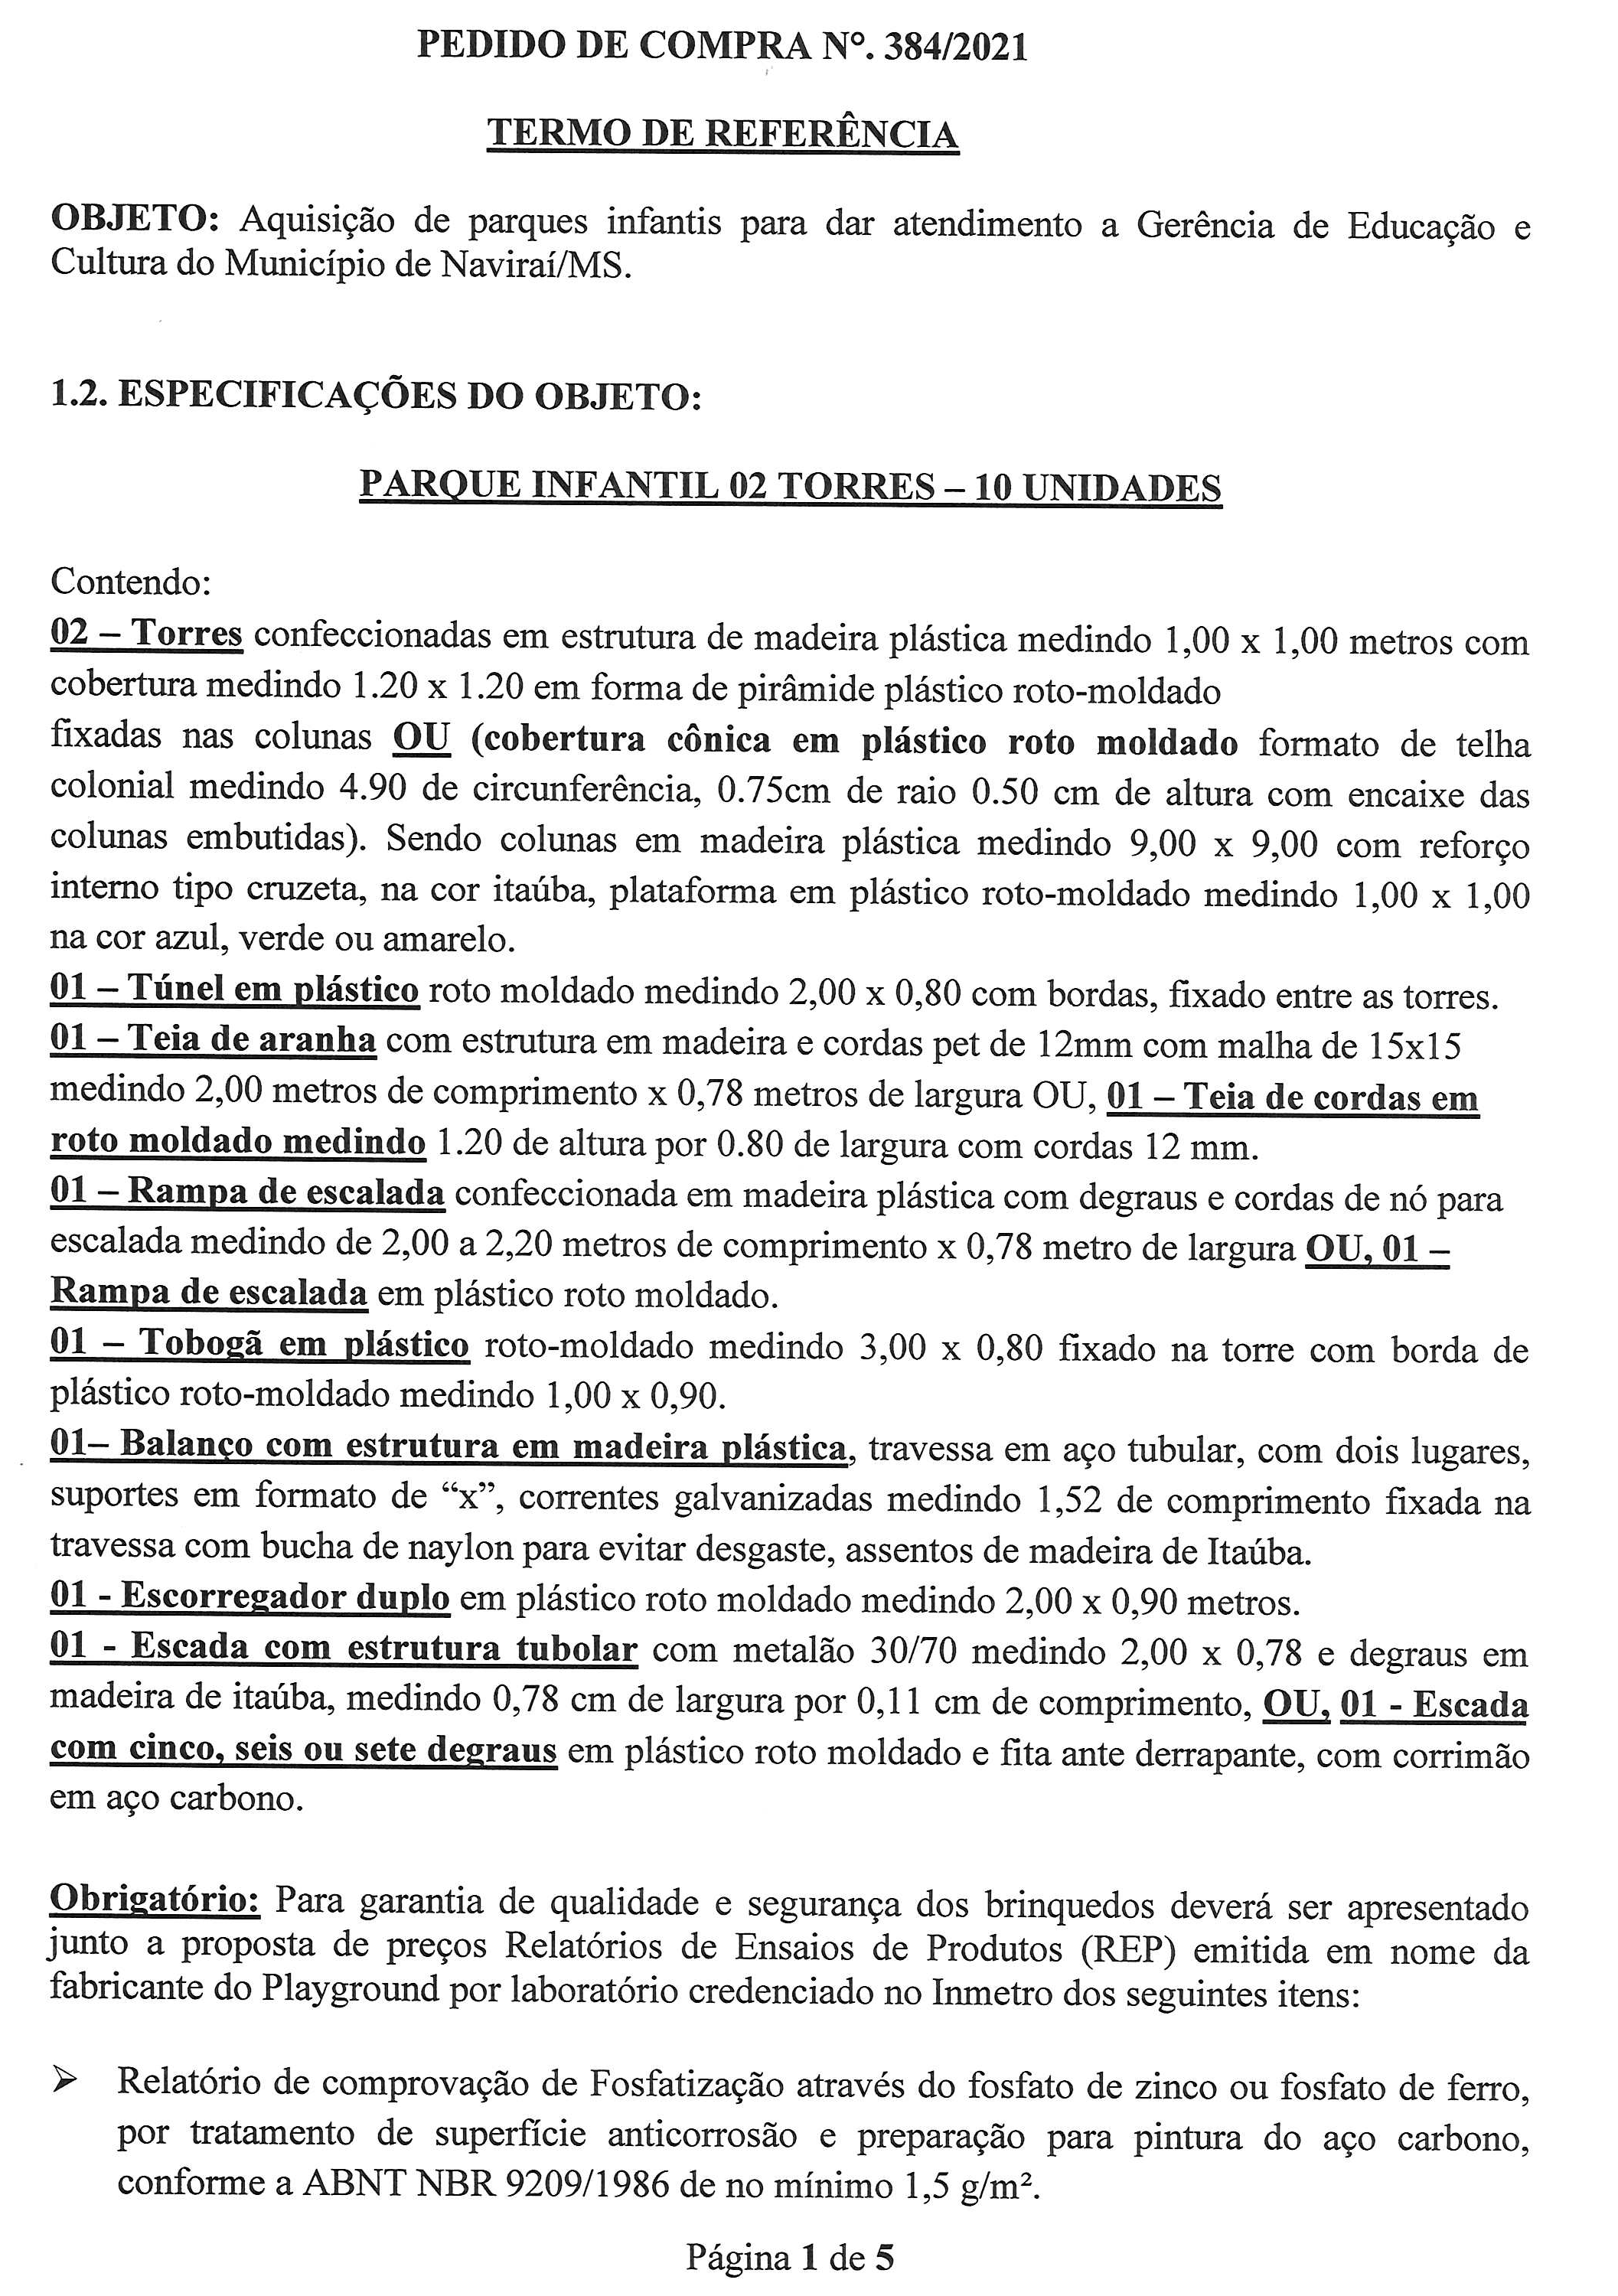 PEDIDO DE COMPRA Nº. 384/2021
TERMO DE REFERÊNCIA
OBJETO: Aquisição de parques infantis para dar atendimento a Gerência de Educação e
Cultura do Município de Naviraí/MS.
1.2. ESPECIFICAÇÕES DO OBJETO:
PARQUE INFANTIL 02 TORRES – 10 UNIDADES
Contendo:
02 – Torres confeccionadas em estrutura de madeira plástica medindo 1,00 x 1,00 metros com
cobertura medindo 1.20 x 1.20 em forma de pirâmide plástico roto-moldado
fixadas nas colunas OU (cobertura cônica em plástico roto moldado formato de telha
colonial medindo 4.90 de circunferência, 0.75cm de raio 0.50 cm de altura com encaixe das
colunas embutidas). Sendo colunas em madeira plástica medindo 9,00 x 9,00 com reforço
interno tipo cruzeta, na cor itaúba, plataforma em plástico roto-moldado medindo 1,00 x 1,00
na cor azul, verde ou amarelo.
01 – Túnel em plástico roto moldado medindo 2,00 x 0,80 com bordas, fixado entre as torres.
01 – Teia de aranha com estrutura em madeira e cordas pet de 12mm com malha de 15x15
medindo 2,00 metros de comprimento x 0,78 metros de largura OU, 01 – Teia de cordas em
roto moldado medindo 1.20 de altura por 0.80 de largura com cordas 12 mm.
01 – Rampa de escalada confeccionada em madeira plástica com degraus e cordas de nó para
escalada medindo de 2,00 a 2,20 metros de comprimento x 0,78 metro de largura OU, 01 –
Rampa de escalada em plástico roto moldado.
01 – Tobogã em plástico roto-moldado medindo 3,00 x 0,80 fixado na torre com borda de
plástico roto-moldado medindo 1,00 x 0,90.
01– Balanço com estrutura em madeira plástica, travessa em aço tubular, com dois lugares,
suportes em formato de “x”, correntes galvanizadas medindo 1,52 de comprimento fixada na
travessa com bucha de naylon para evitar desgaste, assentos de madeira de Itaúba.
01 - Escorregador duplo em plástico roto moldado medindo 2,00 x 0,90 metros.
01 - Escada com estrutura tubolar com metalão 30/70 medindo 2,00 x 0,78 e degraus em
madeira de itaúba, medindo 0,78 cm de largura por 0,11 cm de comprimento, OU, 01 - Escada
com cinco, seis ou sete degraus em plástico roto moldado e fita ante derrapante, com corrimão
em aço carbono.
Obrigatório: Para garantia de qualidade e segurança dos brinquedos deverá ser apresentado
junto a proposta de preços Relatórios de Ensaios de Produtos (REP) emitida em nome da
fabricante do Playground por laboratório credenciado no Inmetro dos seguintes itens:
➢ Relatório de comprovação de Fosfatização através do fosfato de zinco ou fosfato de ferro,
por tratamento de superfície anticorrosão e preparação para pintura do aço carbono,
conforme a ABNT NBR 9209/1986 de no mínimo 1,5 g/m².
Página 1 de 5